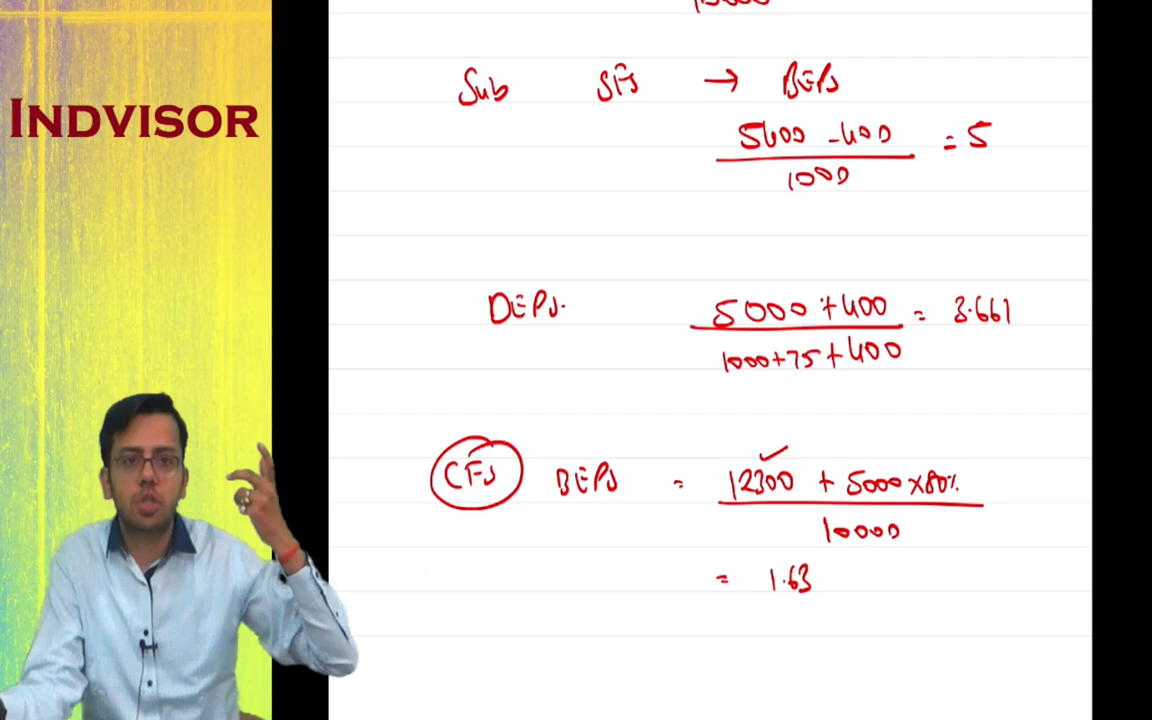 INDVISOR
Sub SFS → BEPS
5400 - 400 = 5
1000
DEPS.
5000 + 400 = 3.661
1000+75+400
CFS BEPS = 12300 + 5000×80%
10000
= 1.63